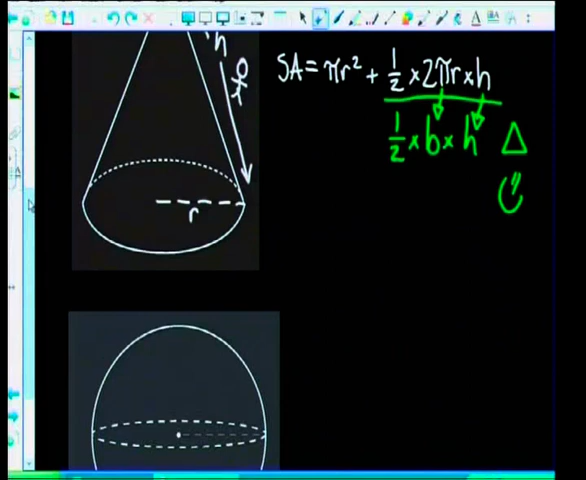 h
SA = πr² + 1/2 × 2πr × h
1/2 × b × h
r